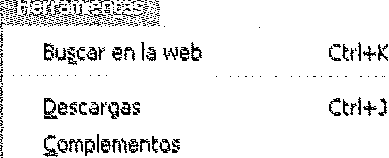 Herramientas
Buscar en la web Ctrl+K
Descargas Ctrl+J
Complementos